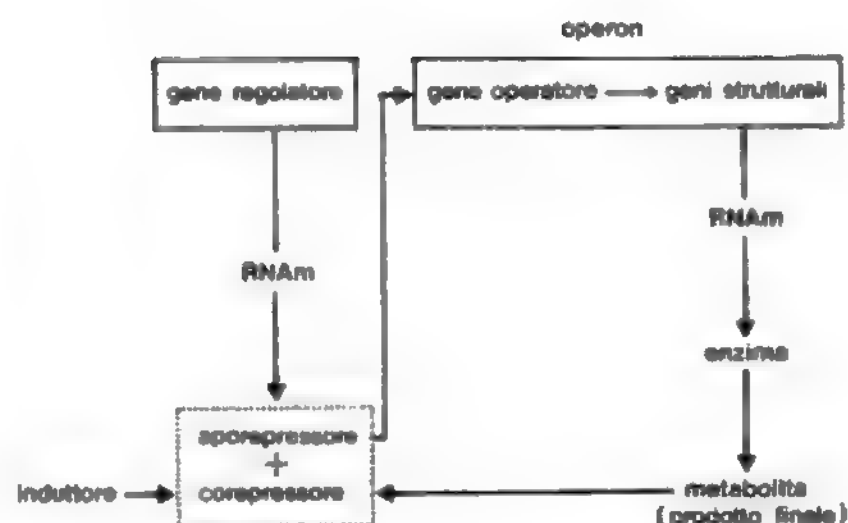 operon
gene regolatore
gene operatore → geni strutturali
RNAm
RNAm
enzima
aporepressore
+
induttore
corepressore
metabolita
(prodotto finale)